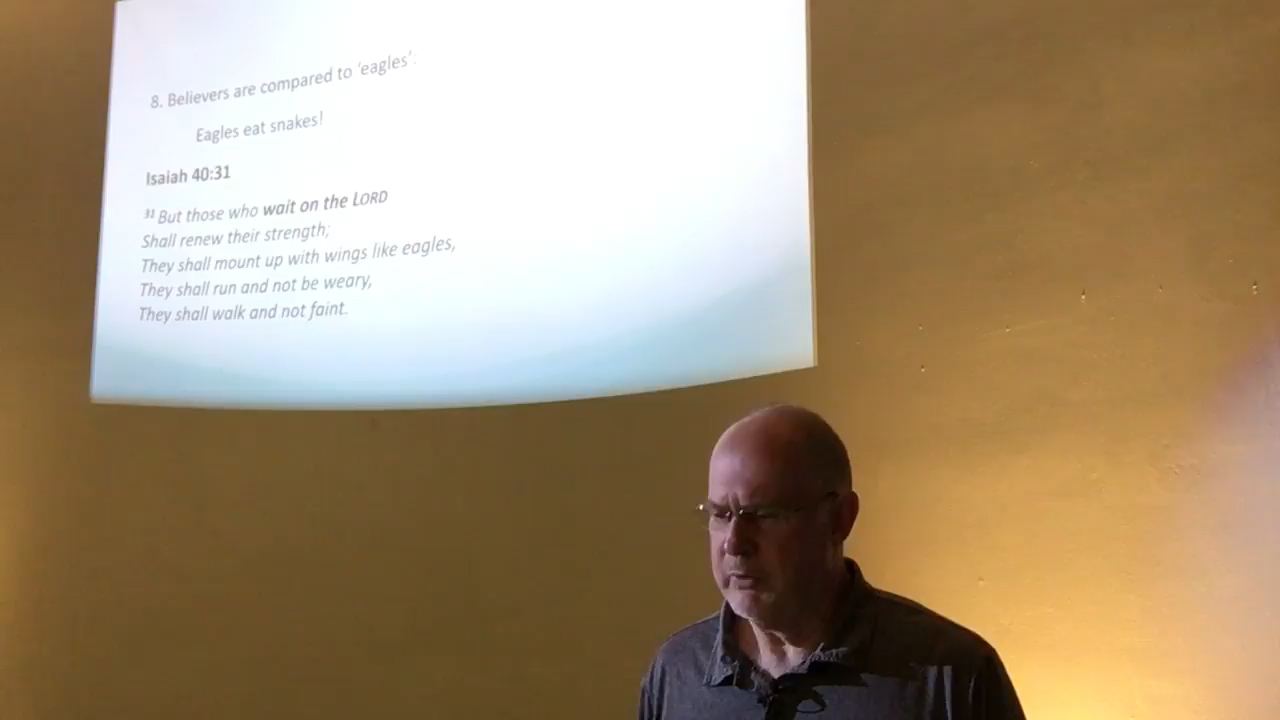 8. Believers are compared to 'eagles':
Eagles eat snakes!
Isaiah 40:31
31 But those who wait on the LORD
Shall renew their strength;
They shall mount up with wings like eagles,
They shall run and not be weary,
They shall walk and not faint.